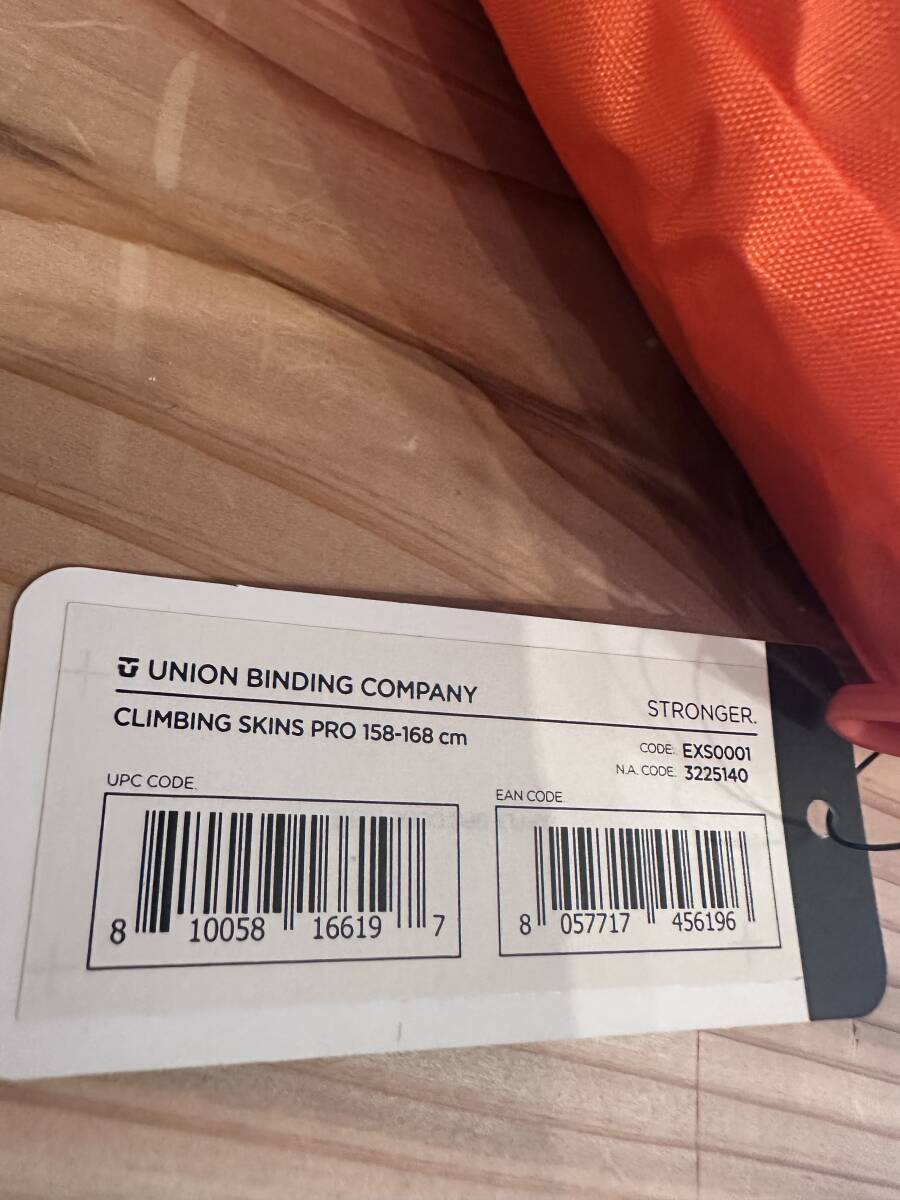 UNION BINDING COMPANY
STRONGER.
CLIMBING SKINS PRO 158-168 cm
CODE: EXS0001
N.A. CODE: 3225140
UPC CODE.
8 10058 16619 7
EAN CODE
8 057717 456196